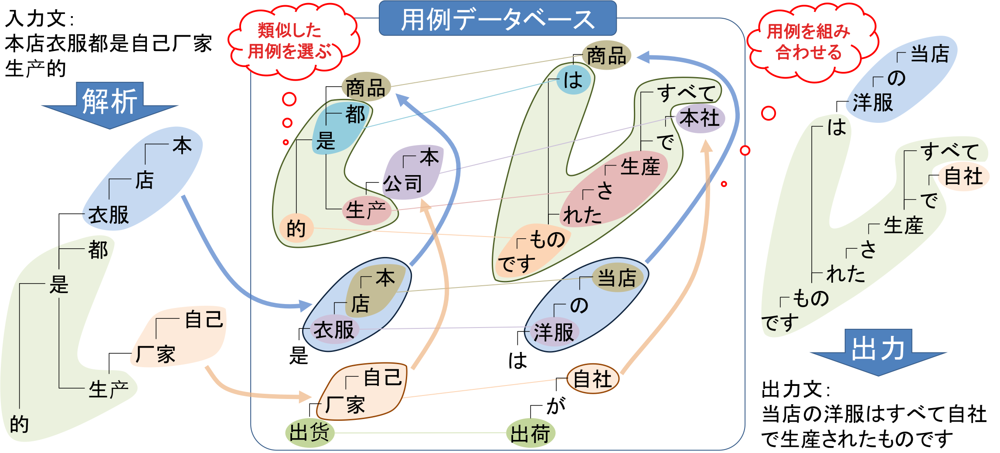 入力文:
本店衣服都是自己厂家
生产的
解析
本
店
衣服
都
是
自己
厂家
生产
的
類似した
用例を選ぶ
用例データベース
商品
都
是
本
公司
生产
的
商品
は
すべて
本社
で
生産
さ
れた
もの
です
本
店
衣服
是
当店
の
洋服
は
自己
厂家
出货
自社
が
出荷
用例を組み
合わせる
当店
の
洋服
は
すべて
自社
で
生産
さ
れた
もの
です
出力
出力文:
当店の洋服はすべて自社
で生産されたものです